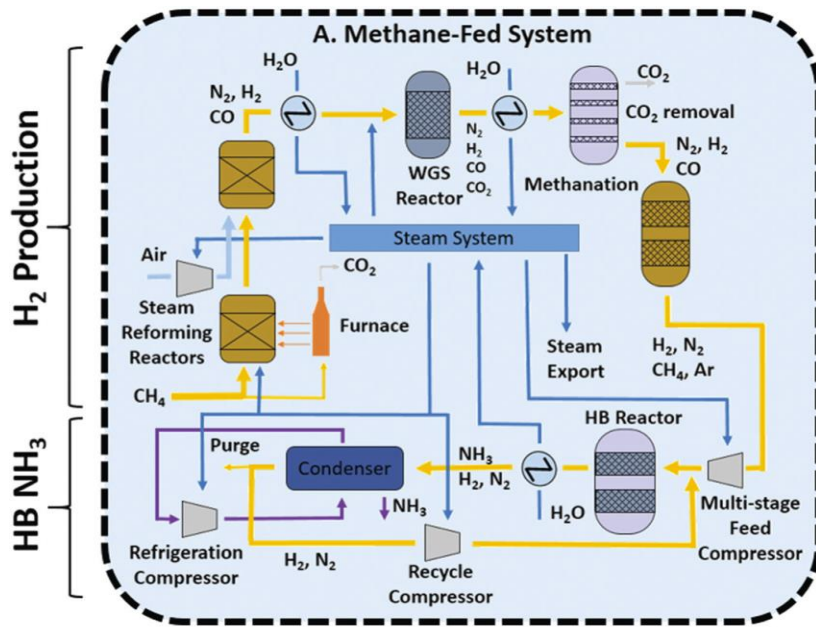 A. Methane-Fed System
H₂ Production
HB NH₃
H₂O
N₂, H₂
CO
WGS
Reactor
N₂
H₂
CO
CO₂
H₂O
CO₂
CO₂ removal
Methanation
N₂, H₂
CO
Steam System
Air
Steam
Reforming
Reactors
CO₂
Furnace
CH₄
Steam
Export
H₂, N₂
CH₄, Ar
HB Reactor
Purge
Condenser
NH₃
H₂, N₂
NH₃
H₂O
Multi-stage
Feed
Compressor
Refrigeration
Compressor
H₂, N₂
Recycle
Compressor